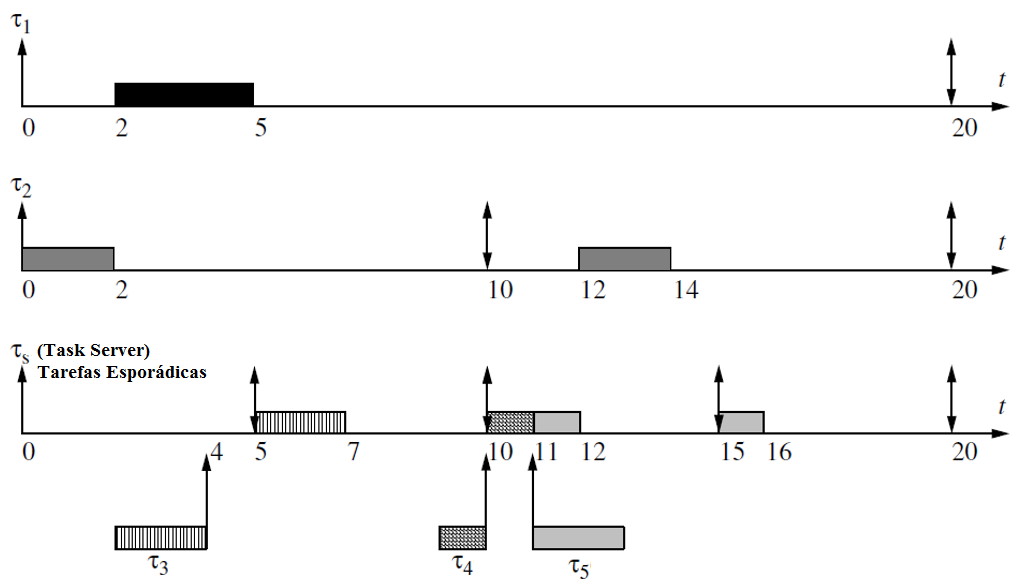 τ1
t
0 2 5 20
τ2
t
0 2 10 12 14 20
τs (Task Server)
Tarefas Esporádicas
t
0 4 5 7 10 11 12 15 16 20
τ3 τ4 τ5